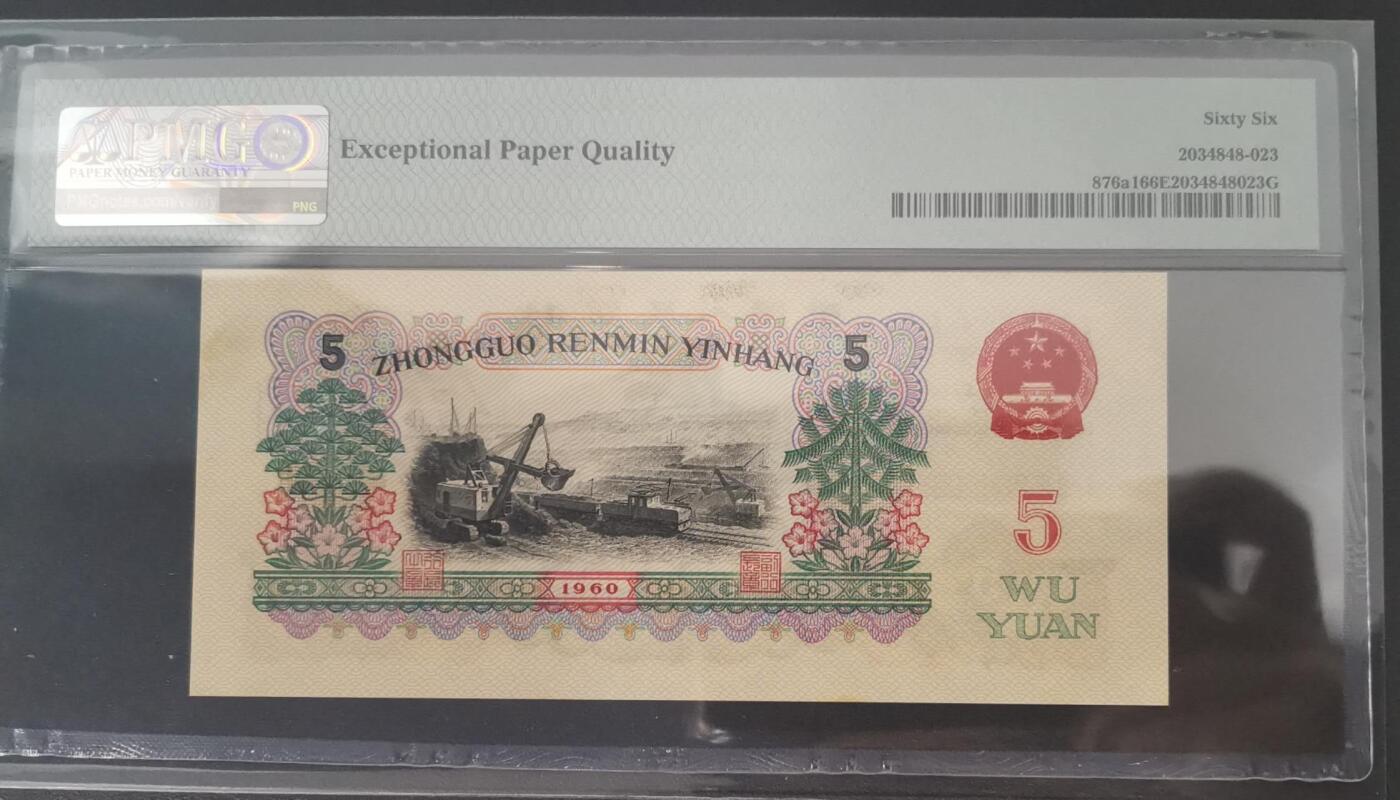 PMG
PAPER MONEY GUARANTY
PMGnotes.com/verify
PNG
Exceptional Paper Quality
Sixty Six
2034848-023
876a166E2034848023G
5
ZHONGGUO RENMIN YINHANG
5
1960
5
WU
YUAN